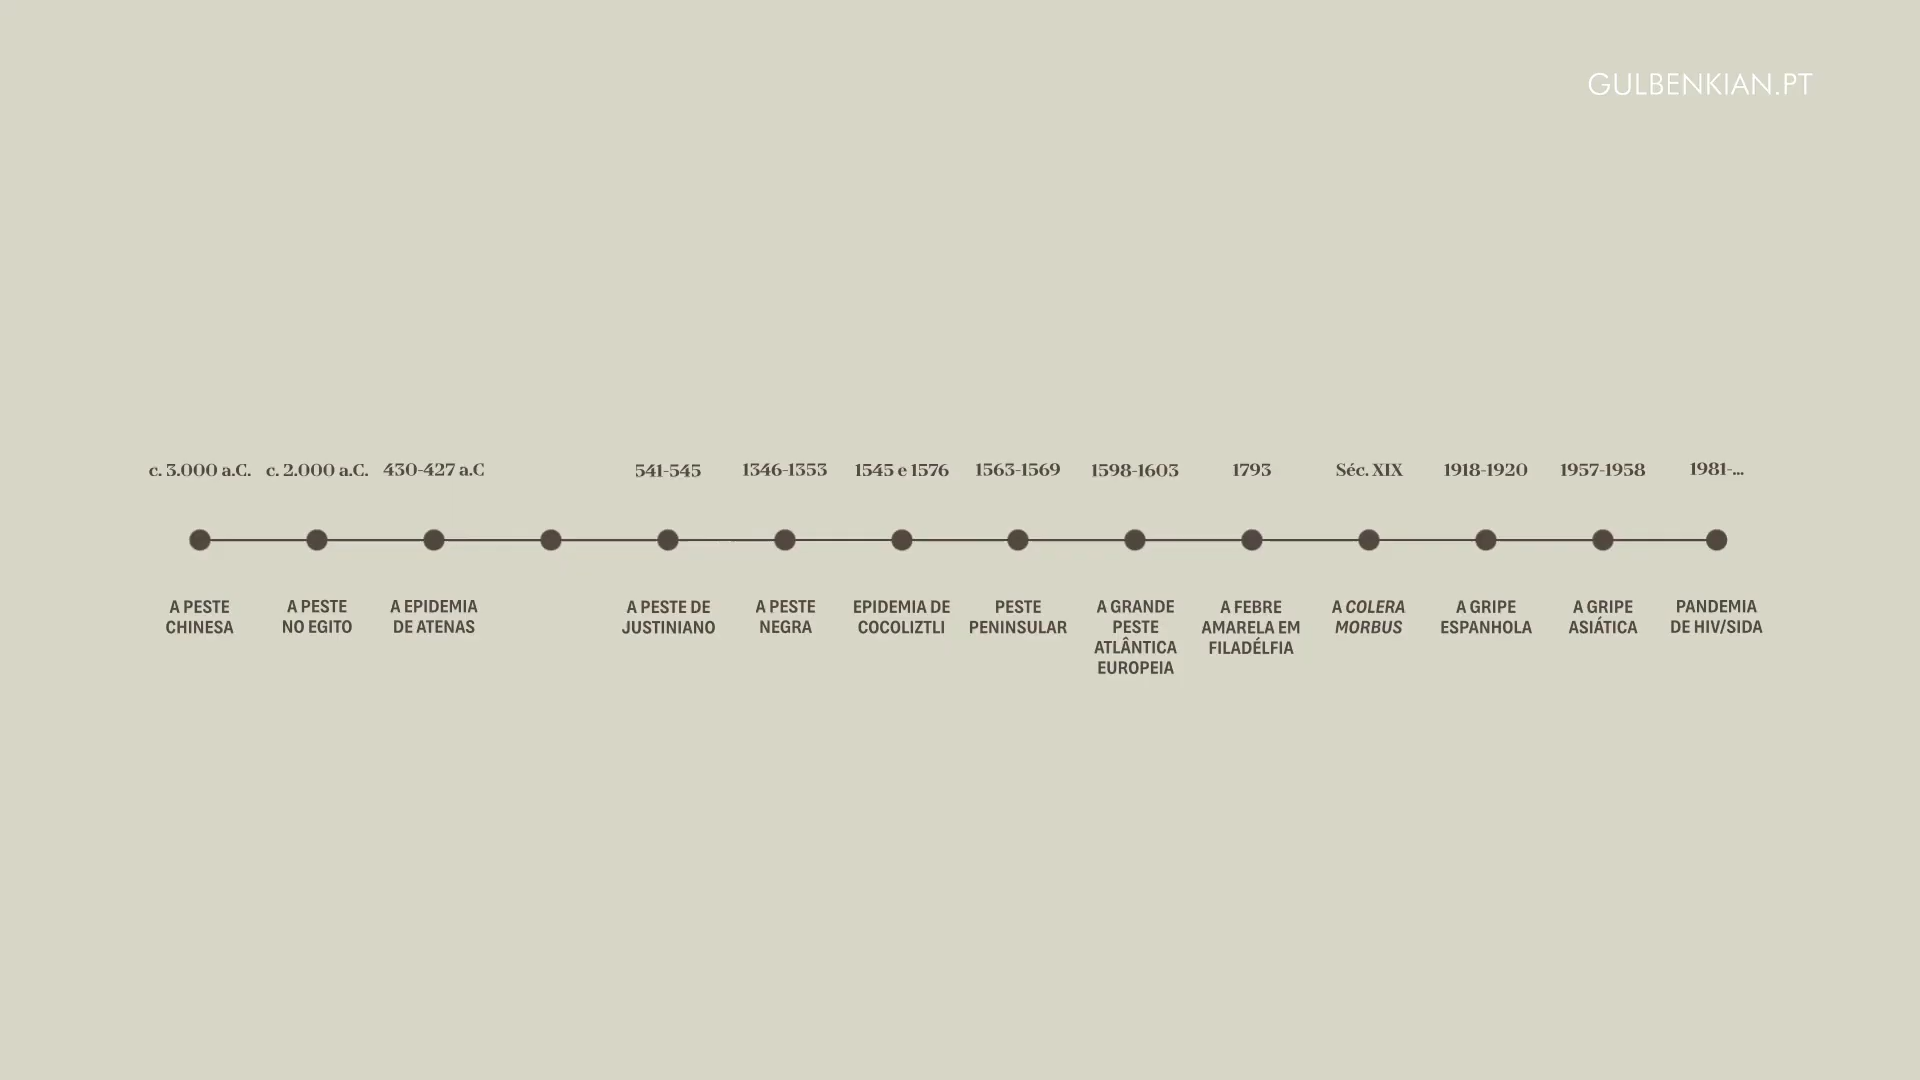 GULBENKIAN.PT
c. 3.000 a.C.
A PESTE
CHINESA
c. 2.000 a.C.
A PESTE
NO EGITO
430-427 a.C
A EPIDEMIA
DE ATENAS
541-545
A PESTE DE
JUSTINIANO
1346-1353
A PESTE
NEGRA
1545 e 1576
EPIDEMIA DE
COCOLIZTLI
1563-1569
PESTE
PENINSULAR
1598-1603
A GRANDE
PESTE
ATLÂNTICA
EUROPEIA
1793
A FEBRE
AMARELA EM
FILADÉLFIA
Séc. XIX
A COLERA
MORBUS
1918-1920
A GRIPE
ESPANHOLA
1957-1958
A GRIPE
ASIÁTICA
1981-...
PANDEMIA
DE HIV/SIDA